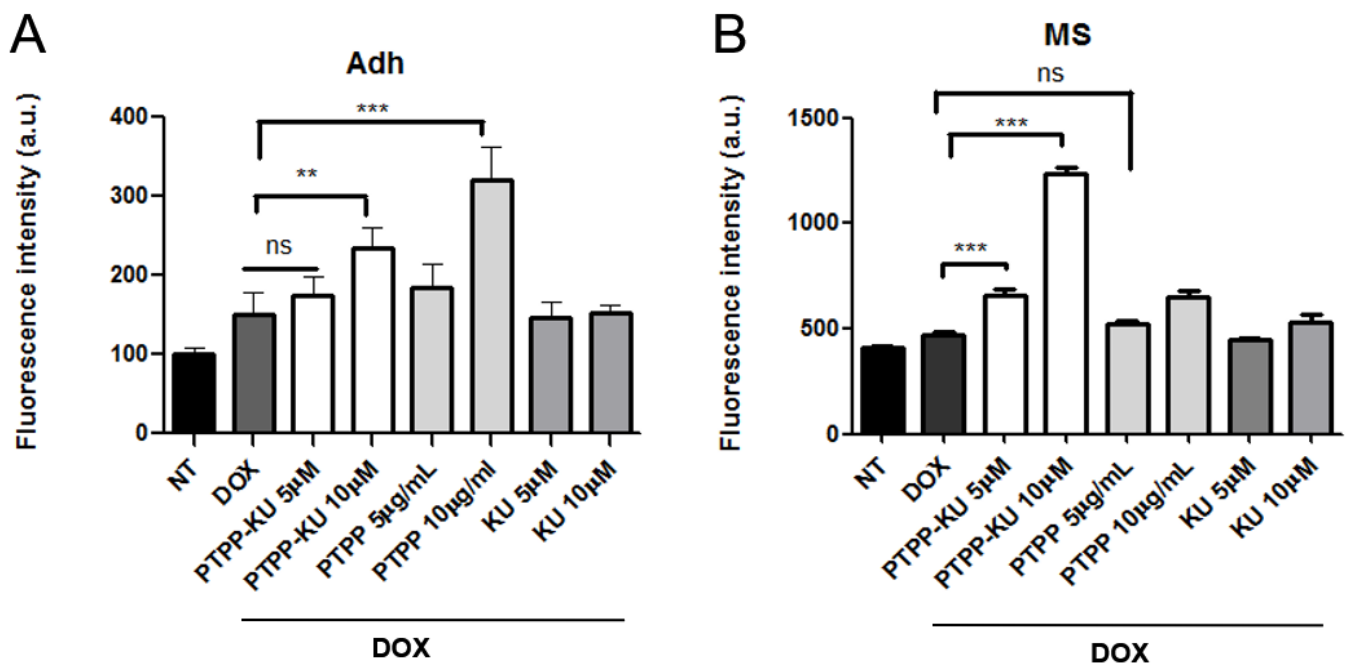 A
Adh
Fluorescence intensity (a.u.)
400
300
200
100
0
***
**
ns
NT
DOX
PTPP-KU 5μM
PTPP-KU 10μM
PTPP 5μg/mL
PTPP 10μg/ml
KU 5μM
KU 10μM
DOX
B
MS
Fluorescence intensity (a.u.)
1500
1000
500
0
ns
***
***
NT
DOX
PTPP-KU 5μM
PTPP-KU 10μM
PTPP 5μg/mL
PTPP 10μg/mL
KU 5μM
KU 10μM
DOX